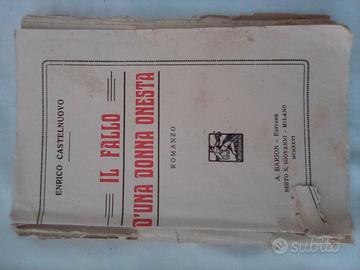 ENRICO CASTELNUOVO
IL FALLO
D'UNA DONNA ONESTA
ROMANZO
A. BARION - EDITORE
SESTO S. GIOVANNI - MILANO
MCMXXVI
subito